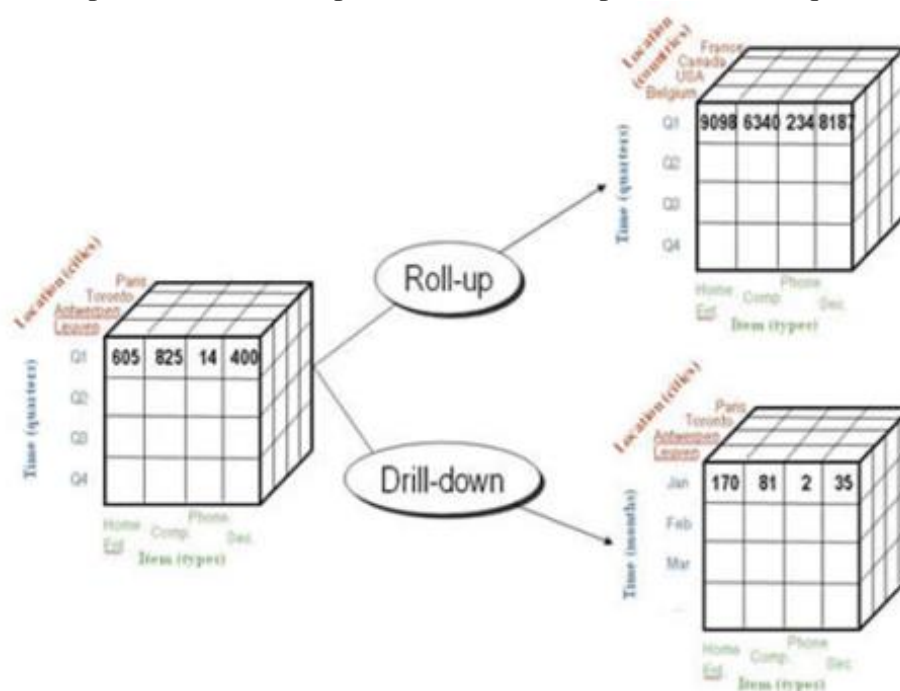 Location (countries)
France
Canada
USA
Belgium
Time (quarters)
Q1 9098 6340 234 8187
Q2
Q3
Q4
Home Ent Comp. Phone Sec.
Item (types)
Roll-up
Location (cities)
Paris
Toronto
Antwerpen
Leuven
Time (quarters)
Q1 605 825 14 400
Q2
Q3
Q4
Home Ent Comp. Phone Sec.
Item (types)
Drill-down
Location (cities)
Paris
Toronto
Antwerpen
Leuven
Time (months)
Jan 170 81 2 35
Feb
Mar
...
Home Ent Comp. Phone Sec
Item (types)